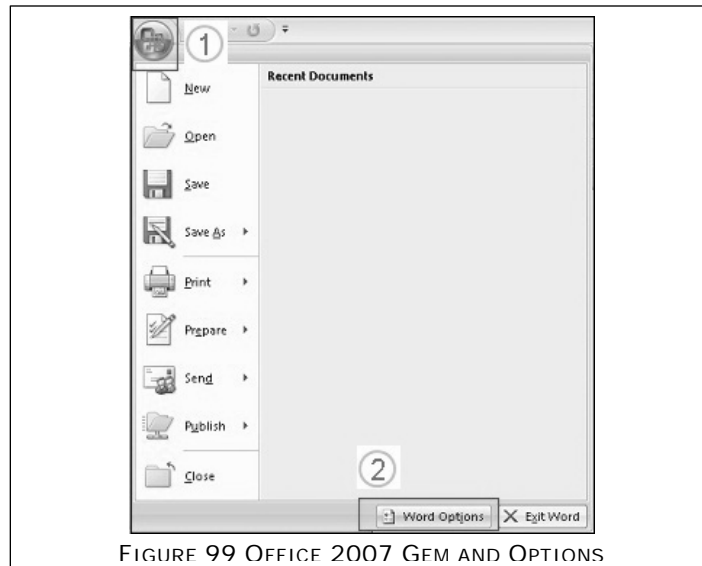 1
Recent Documents
New
Open
Save
Save As
Print
Prepare
Send
Publish
Close
2
Word Options
Exit Word
FIGURE 99 OFFICE 2007 GEM AND OPTIONS